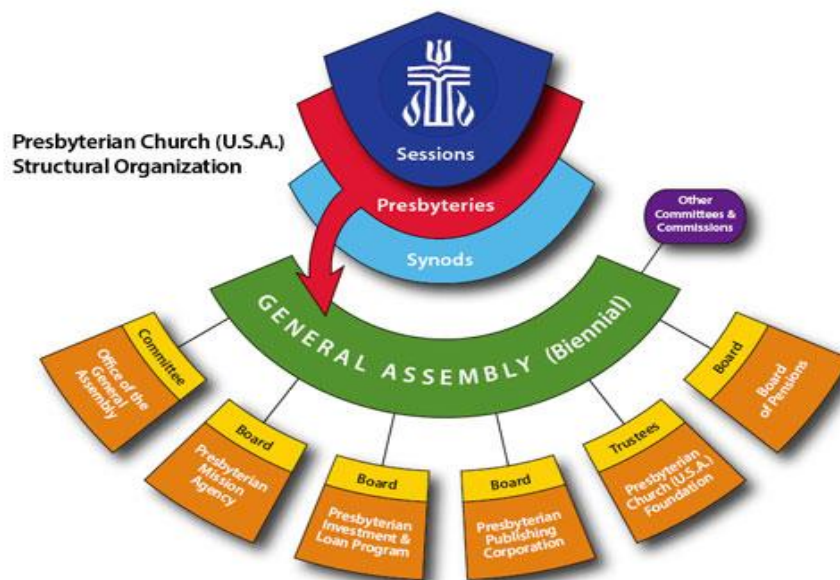 Presbyterian Church (U.S.A.)
Structural Organization
Sessions
Presbyteries
Synods
Other
Committees &
Commissions
GENERAL ASSEMBLY (Biennial)
Committee
Office of the
General
Assembly
Board
Presbyterian
Mission
Agency
Board
Presbyterian
Investment &
Loan Program
Board
Presbyterian
Publishing
Corporation
Trustees
Presbyterian
Church (U.S.A.)
Foundation
Board
Board
of Pensions